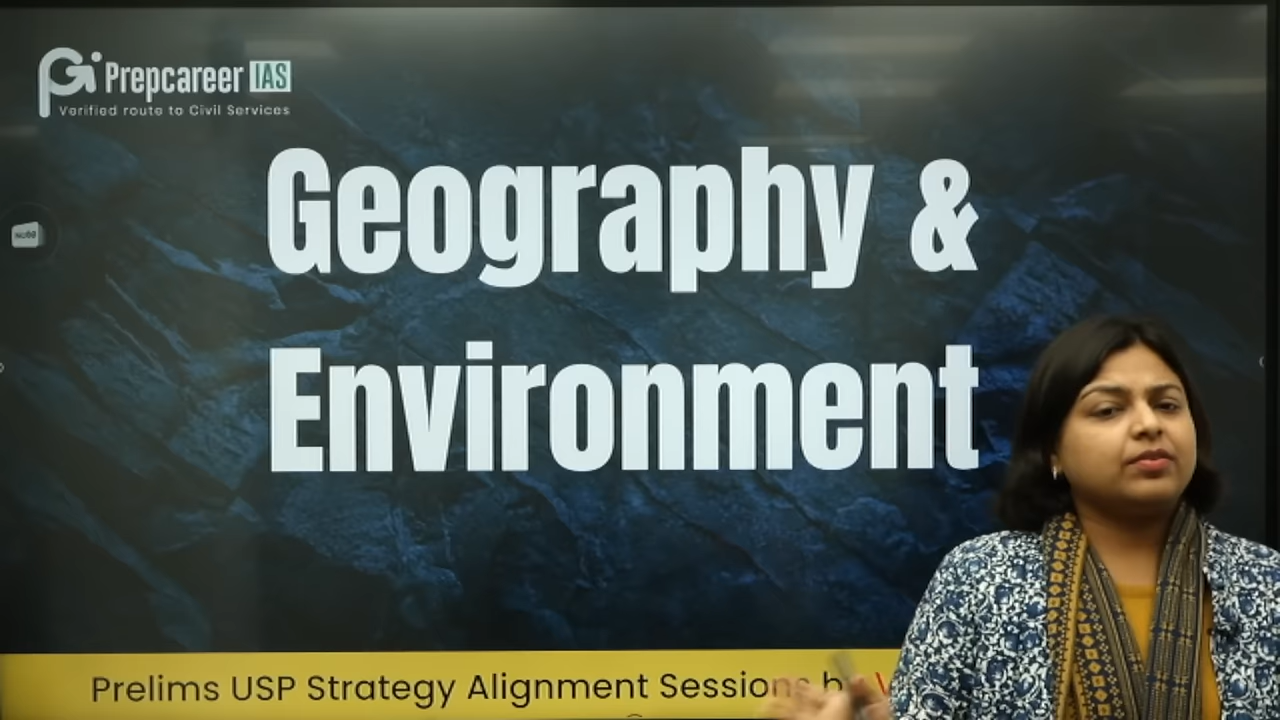 Prepcareer IAS
Verified route to Civil Services
Geography &
Environment
Prelims USP Strategy Alignment Sessions